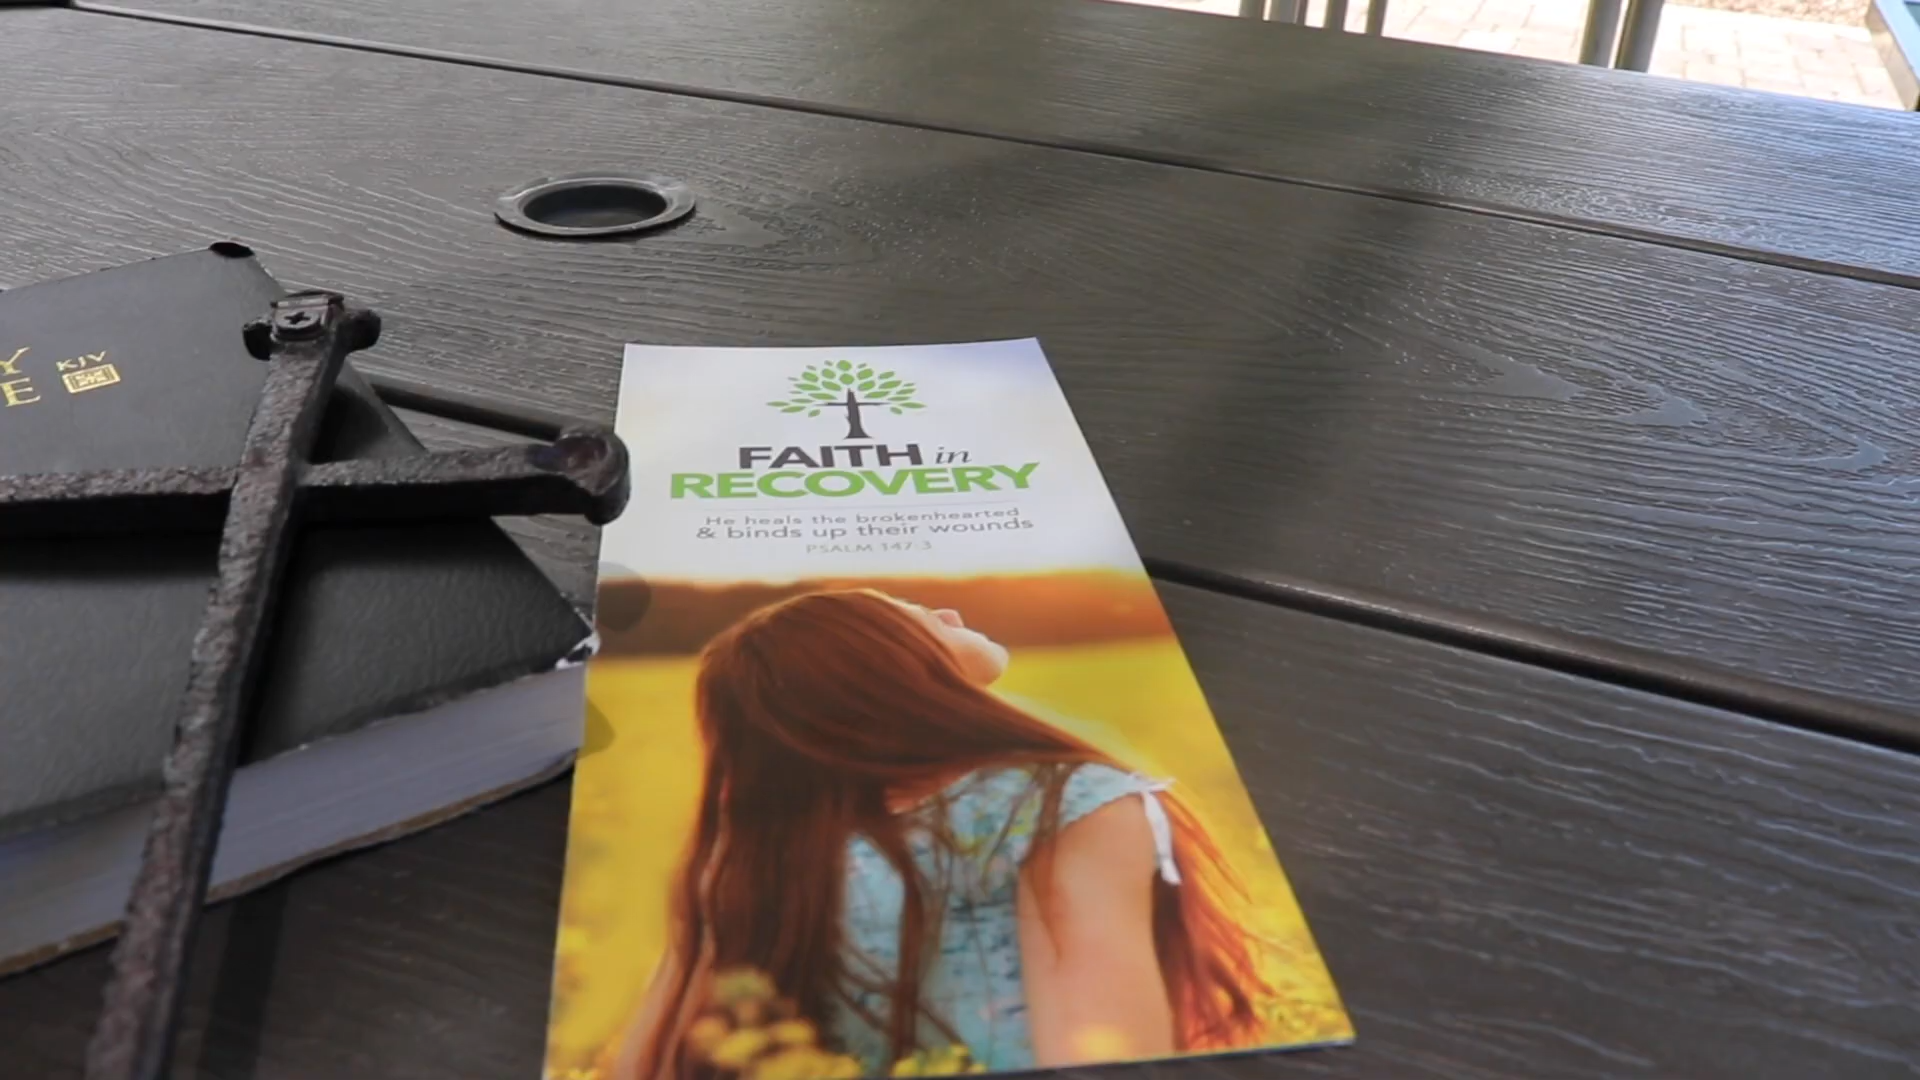 Y KJV
E
FAITH in
RECOVERY
He heals the brokenhearted
& binds up their wounds
PSALM 147:3